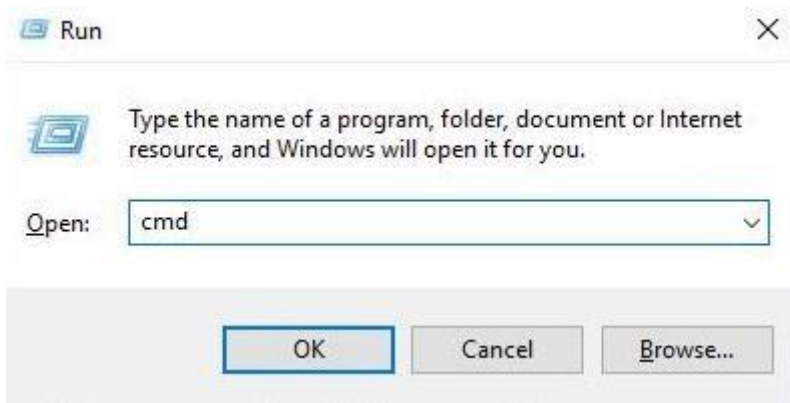 Run
Type the name of a program, folder, document or Internet
resource, and Windows will open it for you.
Open: cmd
OK Cancel Browse...